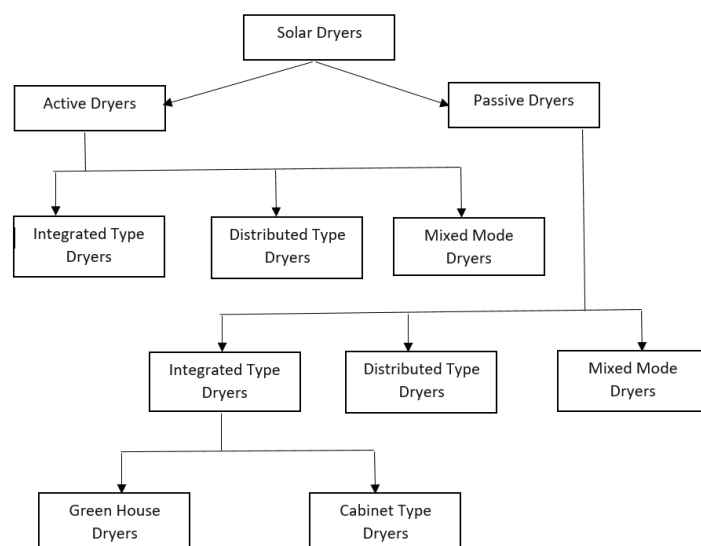 Solar Dryers
Active Dryers
Passive Dryers
Integrated Type
Dryers
Distributed Type
Dryers
Mixed Mode
Dryers
Integrated Type
Dryers
Distributed Type
Dryers
Mixed Mode
Dryers
Green House
Dryers
Cabinet Type
Dryers